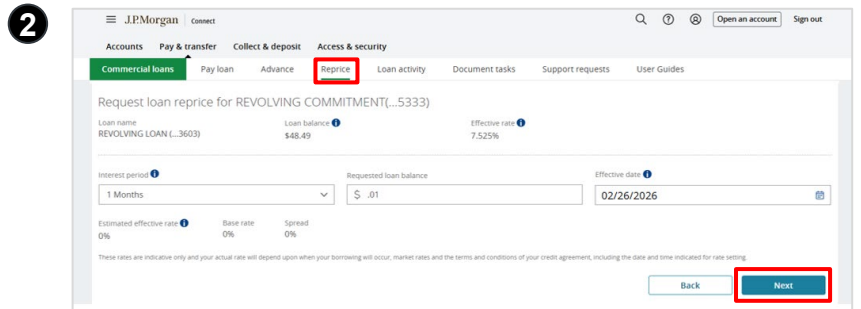 2
J.P.Morgan | Connect
Open an account
Sign out
Accounts Pay & transfer Collect & deposit Access & security
Commercial loans Pay loan Advance Reprice Loan activity Document tasks Support requests User Guides
Request loan reprice for REVOLVING COMMITMENT(...5333)
Loan name Loan balance Effective rate
REVOLVING LOAN (...3603) $48.49 7.525%
Interest period Requested loan balance Effective date
1 Months $ .01 02/26/2026
Estimated effective rate Base rate Spread
0% 0% 0%
These rates are indicative only and your actual rate will depend upon when your borrowing will occur, market rates and the terms and conditions of your credit agreement, including the date and time indicated for rate setting.
Back Next